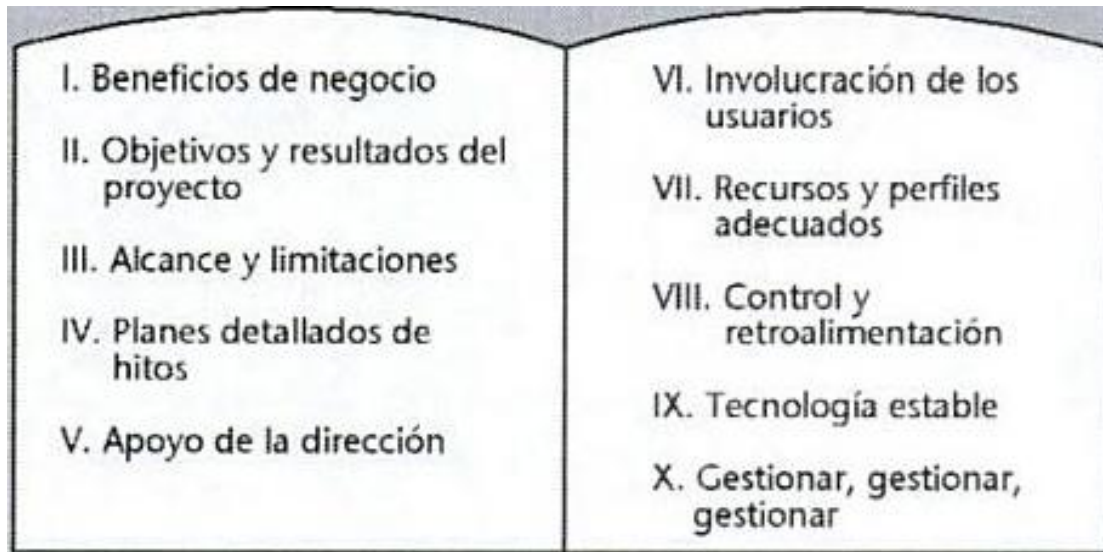 I. Beneficios de negocio
II. Objetivos y resultados del
proyecto
III. Alcance y limitaciones
IV. Planes detallados de
hitos
V. Apoyo de la dirección
VI. Involucración de los
usuarios
VII. Recursos y perfiles
adecuados
VIII. Control y
retroalimentación
IX. Tecnología estable
X. Gestionar, gestionar,
gestionar